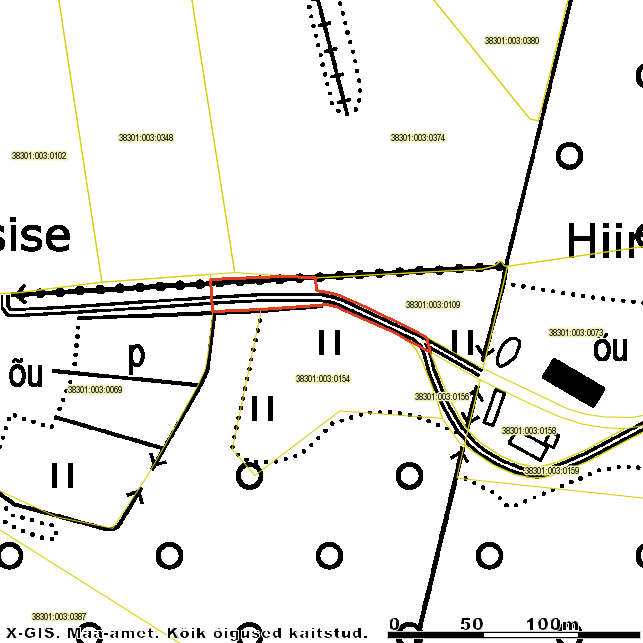 38301:003:0380
38301:003:0348
38301:003:0374
38301:003:0102
sise
Hiir
38301:003:0109
38301:003:0073
õu
p
II
II
õu
38301:003:0154
38301:003:0069
38301:003:0156
II
38301:003:0158
II
38301:003:0159
38301:003:0387
X-GIS. Maa-amet. Kõik õigused kaitstud.
0 50 100m